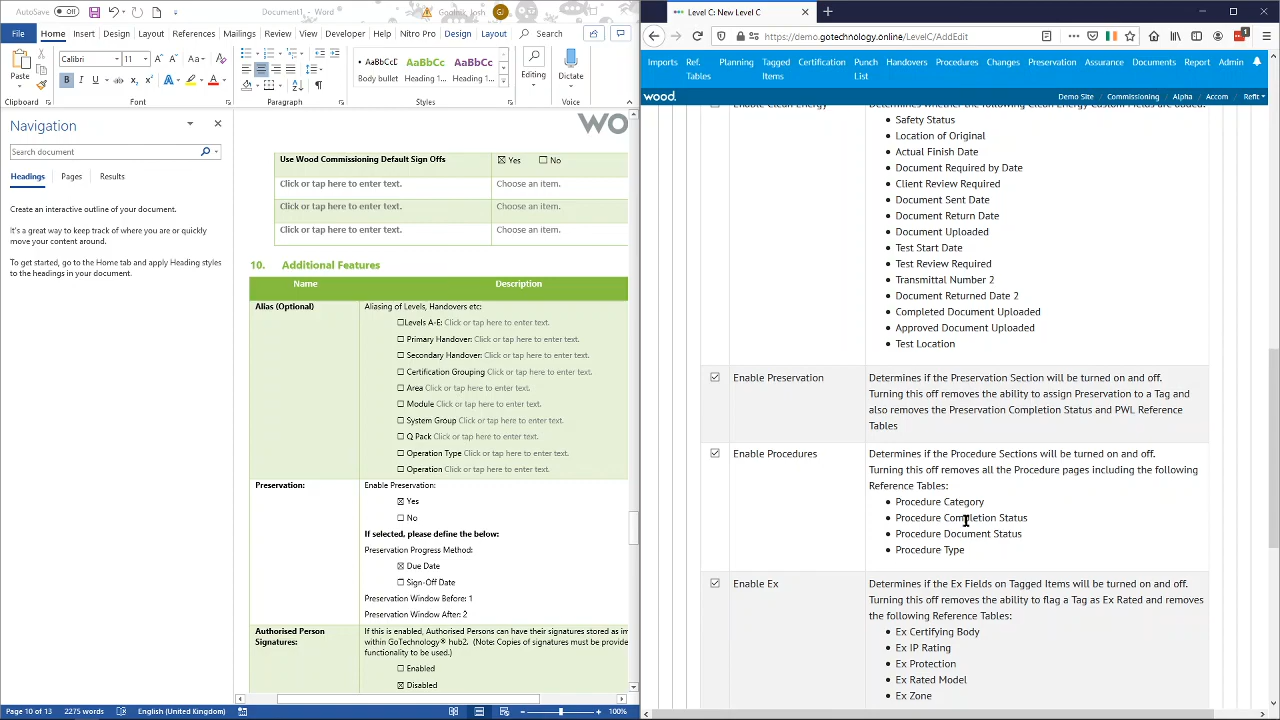 AutoSave Off
Document1...
Goodmit, Josh
GJ
File Home Insert Draw Layout References Mailings Review View Developer Help Nitro Pro Design Layout Search
Paste
Clipboard
Calibri 11
Font
Paragraph
AaBbCcD AaBbCc AaBbCc
Body bullet Heading... Heading 1...
Styles
Editing
Dictate
Voice
Navigation
Search document
Headings Pages Results
Create an interactive outline of your document.
It's a great way to keep track of where you are or quickly
move your content around.
To get started, go to the Home tab and apply Heading styles
to the headings in your document.
WO
Use Wood Commissioning Default Sign Offs ☒ Yes ☐ No
Click or tap here to enter text. Choose an item.
Click or tap here to enter text. Choose an item.
Click or tap here to enter text. Choose an item.
10. Additional Features
Name Description
Alias (Optional) Aliasing of Levels, Handovers etc:
☐Levels A-E: Click or tap here to enter text.
☐ Primary Handover: Click or tap here to enter text.
☐ Secondary Handover: Click or tap here to enter text.
☐ Certification Grouping Click or tap here to enter text.
☐ Area Click or tap here to enter text.
☐ Module Click or tap here to enter text.
☐ System Group Click or tap here to enter text.
☐ Q Pack Click or tap here to enter text.
☐ Operation Type Click or tap here to enter text.
☐ Operation Click or tap here to enter text.
Preservation: Enable Preservation:
☒ Yes
☐ No
If selected, please define the below:
Preservation Progress Method:
☒ Due Date
☐ Sign-Off Date
Preservation Window Before: 1
Preservation Window After: 2
Authorised Person If this is enabled, Authorised Persons can have their signatures stored as im
Signatures: within GoTechnology® hub2. (Note: Copies of signatures must be provide
functionality to be used.)
☐ Enabled
☒ Disabled
Page 10 of 13 2275 words English (United Kingdom) 100%
Level C: New Level C
https://demo.gotechnology.online/LevelC/AddEdit
Imports Ref. Tables Planning Tagged Items Certification Punch List Handovers Procedures Changes Preservation Assurance Documents Report Admin
wood. Demo Site Commissioning Alpha Accom Refit
Enable Clean Energy Determines whether the following Clean Energy Custom Fields are added:
• Safety Status
• Location of Original
• Actual Finish Date
• Document Required by Date
• Client Review Required
• Document Sent Date
• Document Return Date
• Document Uploaded
• Test Start Date
• Test Review Required
• Transmittal Number 2
• Document Returned Date 2
• Completed Document Uploaded
• Approved Document Uploaded
• Test Location
Enable Preservation Determines if the Preservation Section will be turned on and off.
Turning this off removes the ability to assign Preservation to a Tag and
also removes the Preservation Completion Status and PWL Reference
Tables
Enable Procedures Determines if the Procedure Sections will be turned on and off.
Turning this off removes all the Procedure pages including the following
Reference Tables:
• Procedure Category
• Procedure Completion Status
• Procedure Document Status
• Procedure Type
Enable Ex Determines if the Ex Fields on Tagged Items will be turned on and off.
Turning this off removes the ability to flag a Tag as Ex Rated and removes
the following Reference Tables:
• Ex Certifying Body
• Ex IP Rating
• Ex Protection
• Ex Rated Model
• Ex Zone